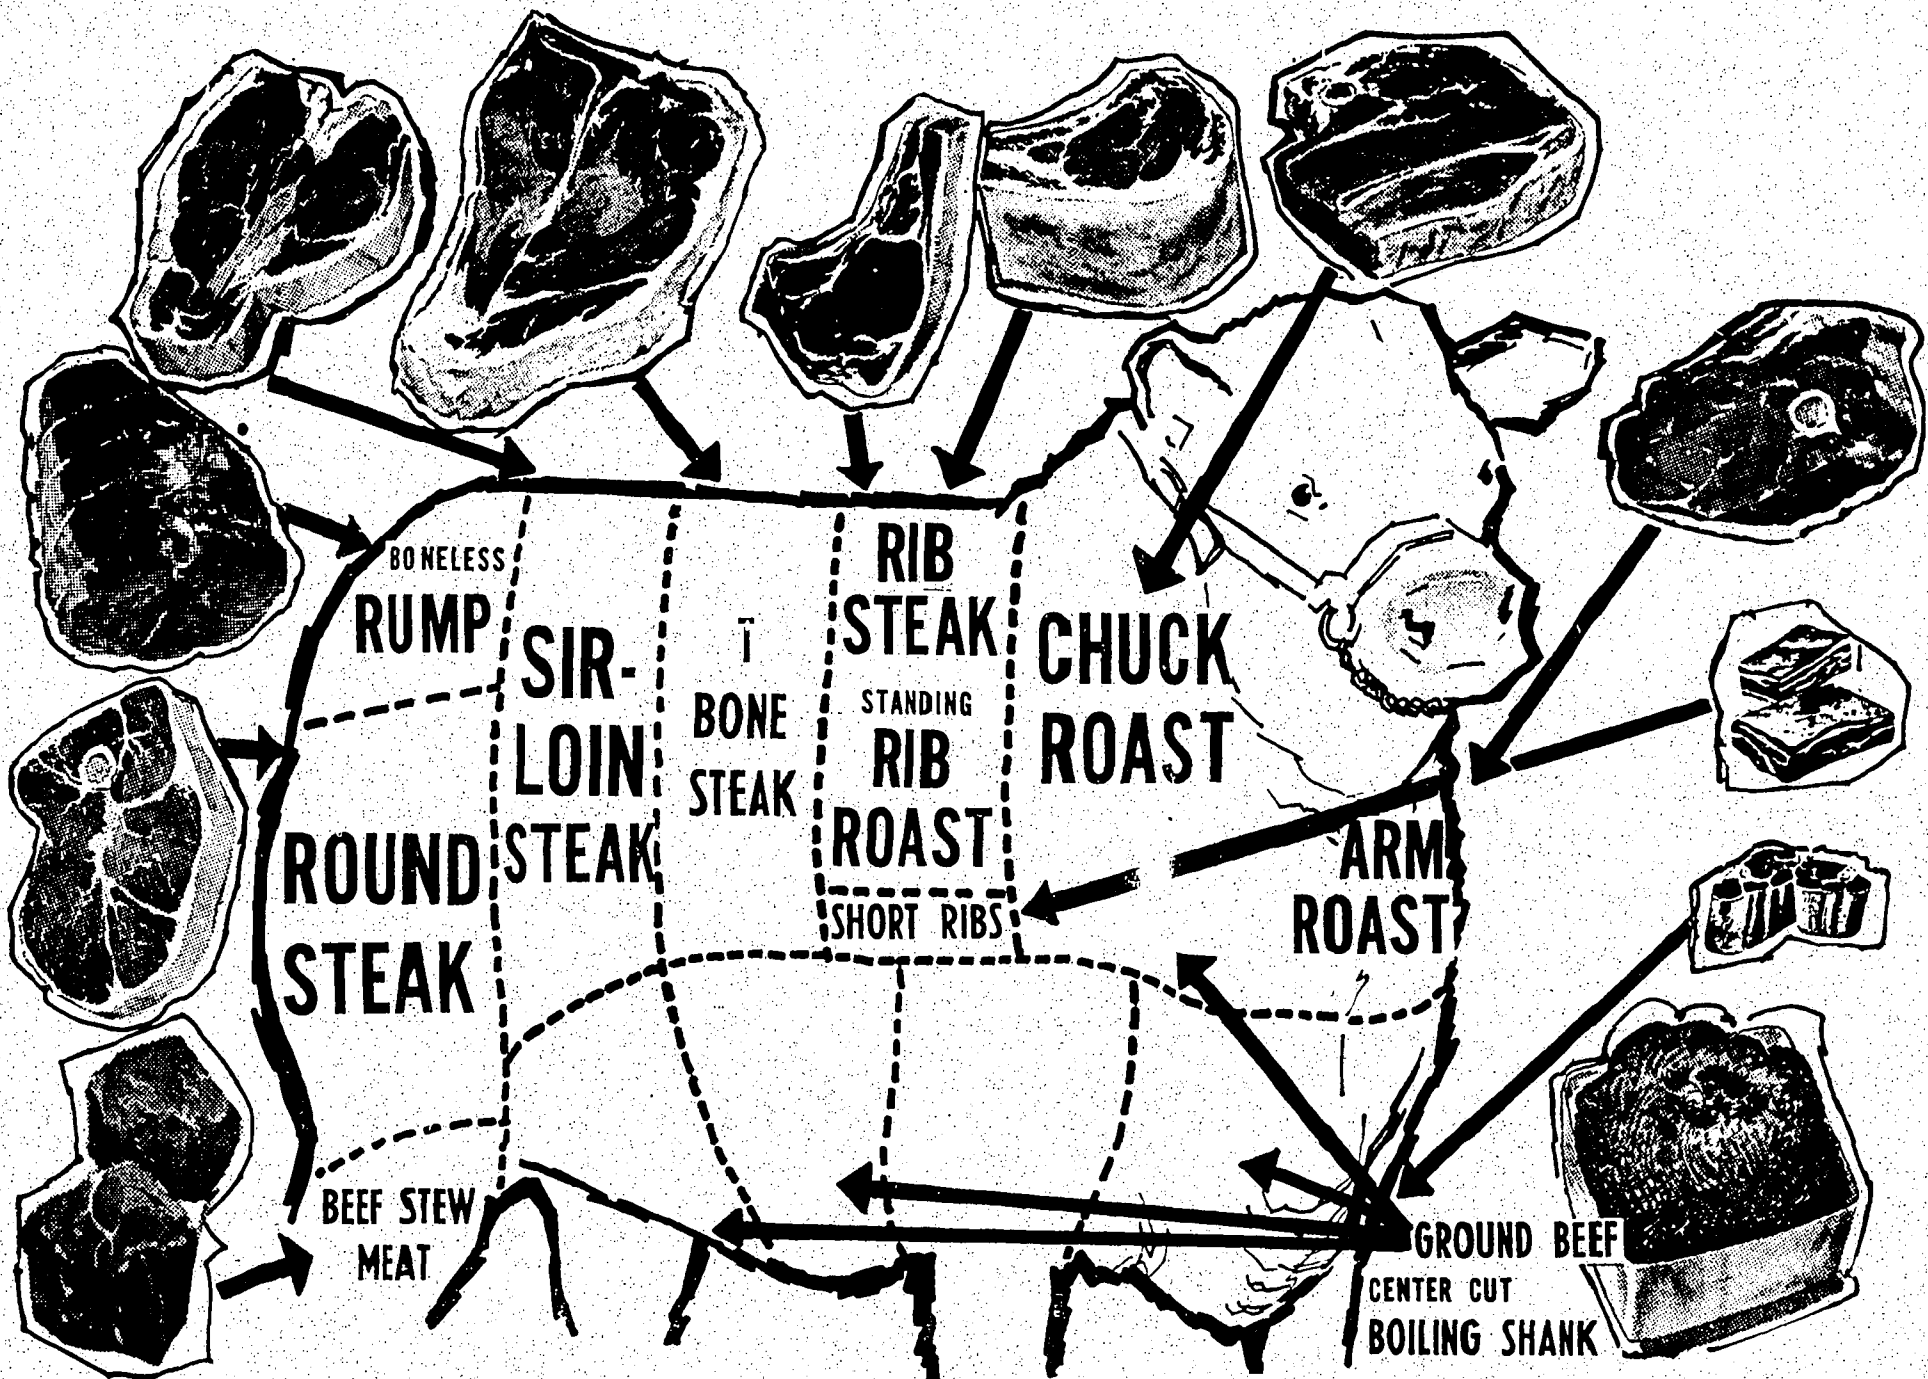 BONELESS
RUMP
SIR-
LOIN
STEAK
T
BONE
STEAK
RIB
STEAK
STANDING
RIB
ROAST
SHORT RIBS
CHUCK
ROAST
ARM
ROAST
ROUND
STEAK
BEEF STEW
MEAT
GROUND BEEF
CENTER CUT
BOILING SHANK